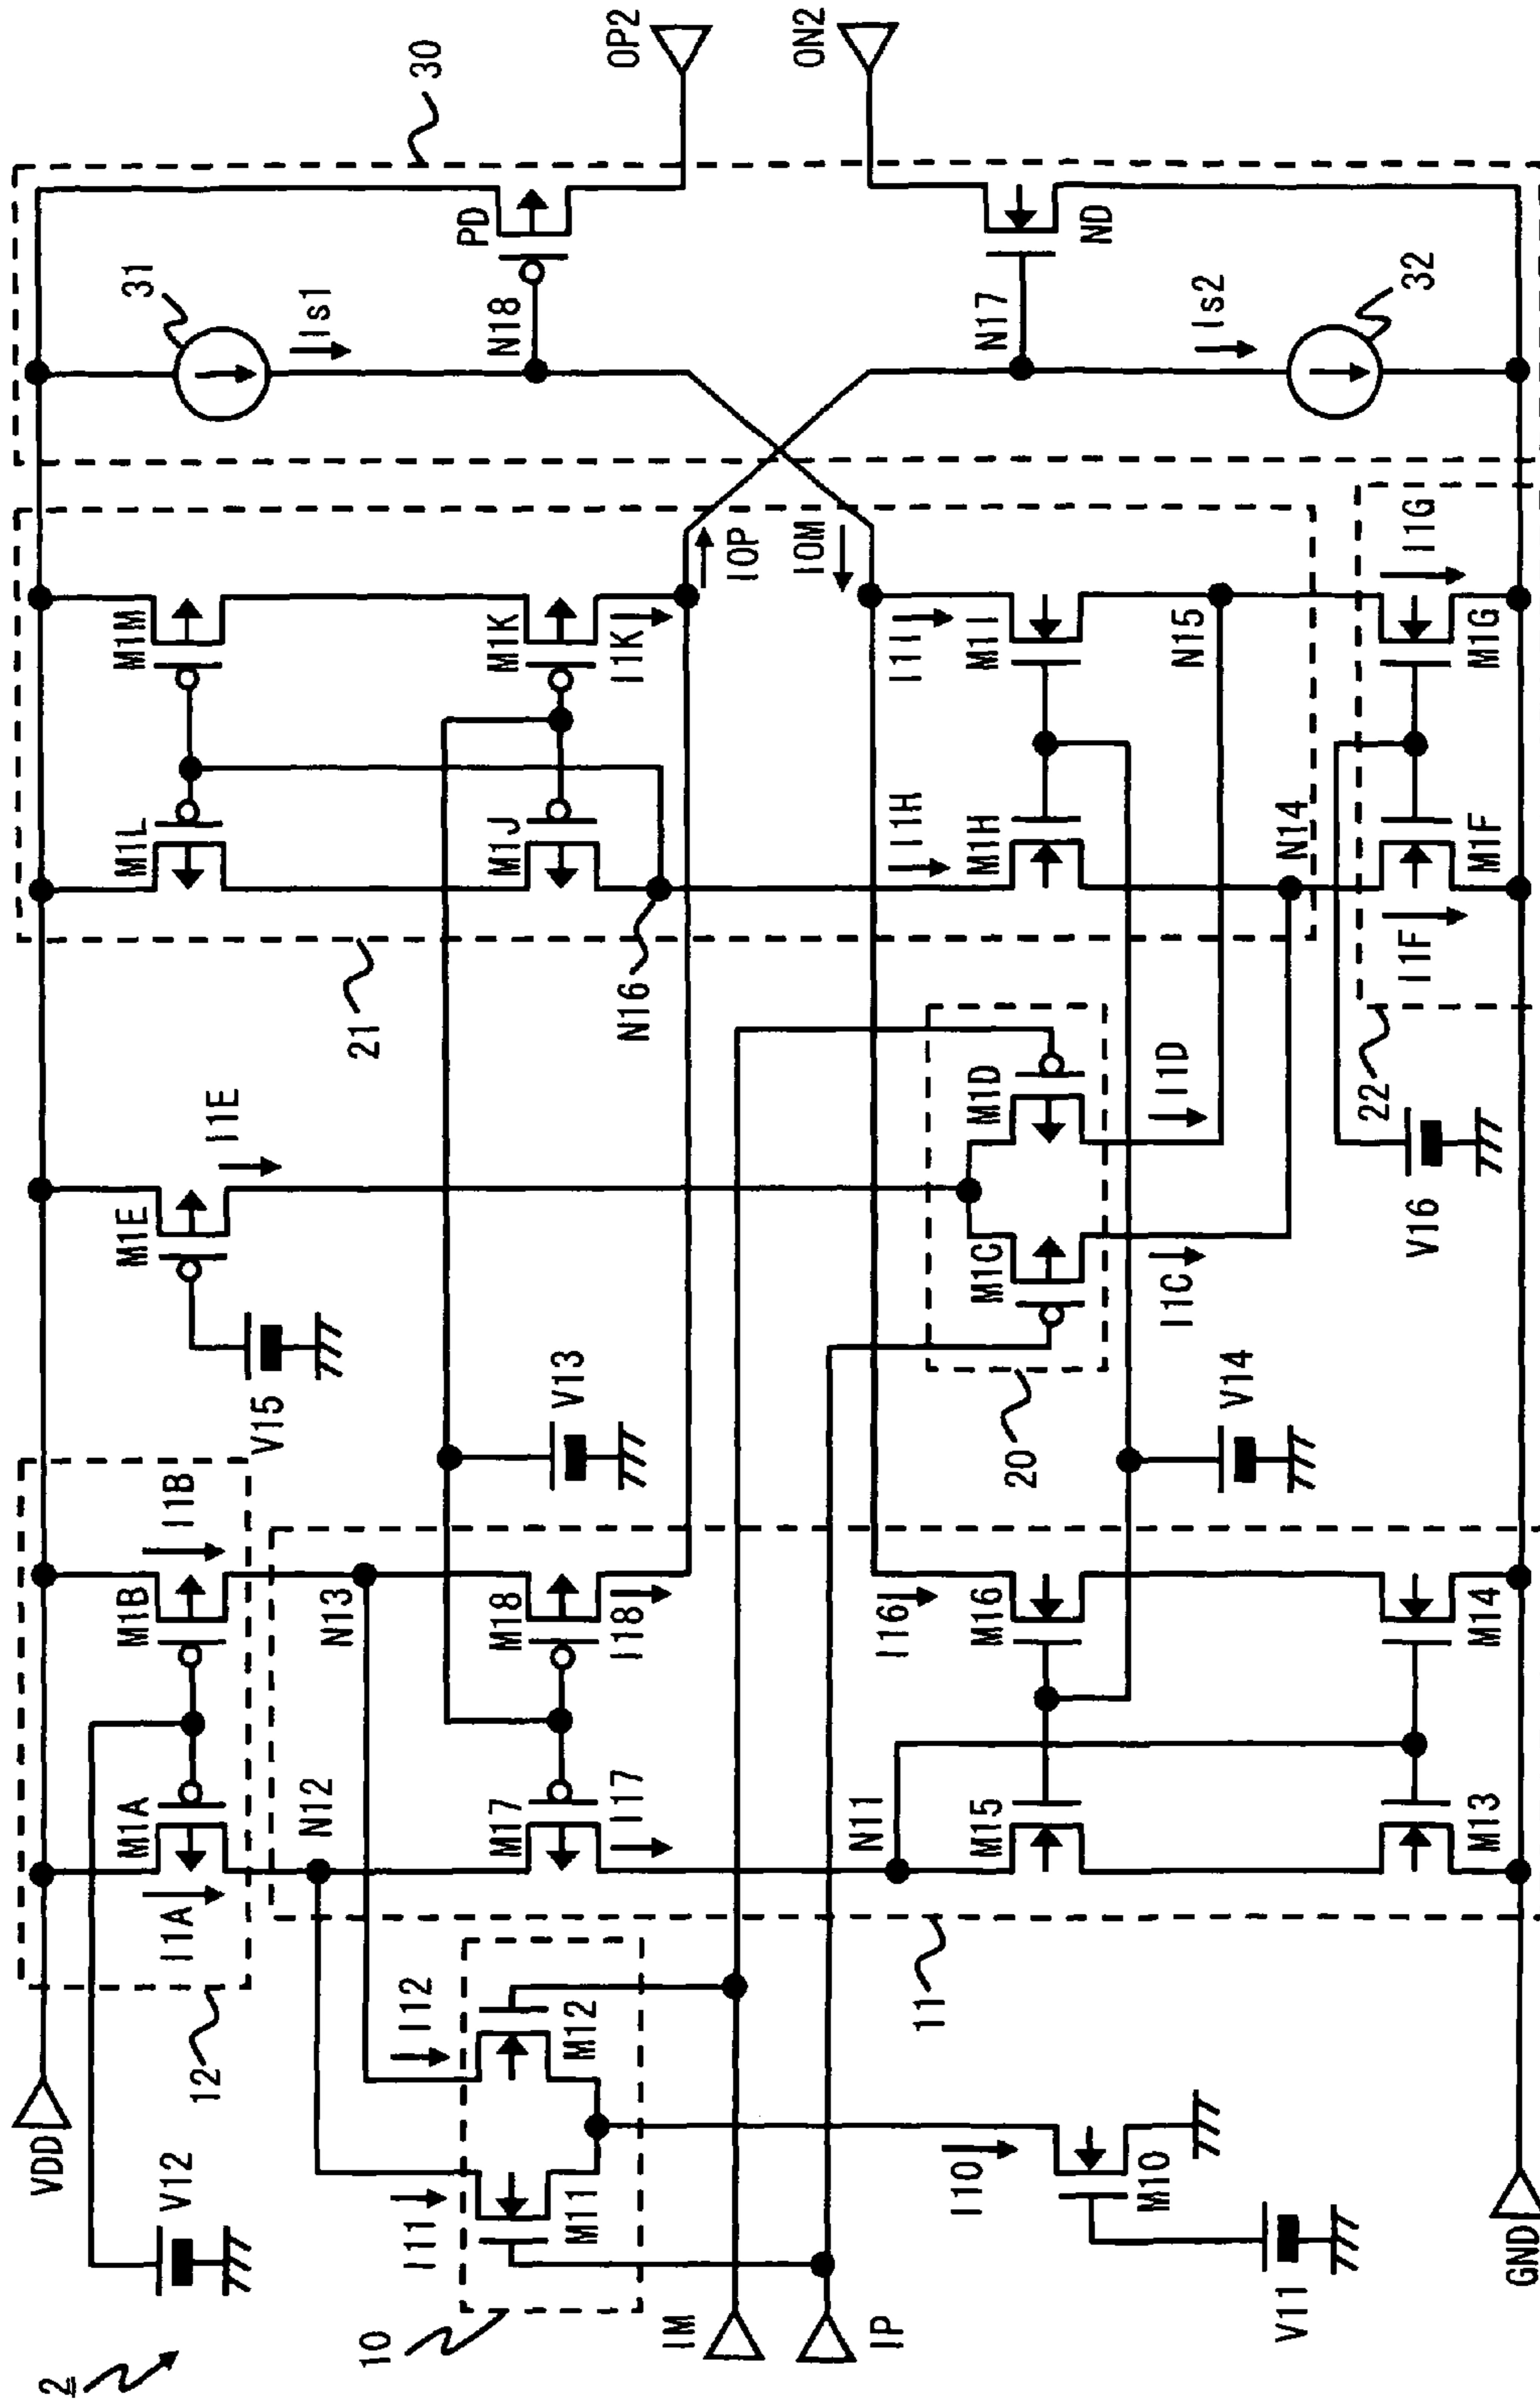 2
VDD
V12
12
I1A
M1A
M1B
I1B
V15
M1E
I1E
21
M1L
M1M
31
Is1
30
OP2
10
I11
M11
I12
M12
N12
N13
M17
I17
M18
I18
V13
N16
M1J
M1K
I1K
N18
PD
IM
IP
IOP
IOM
ON2
11
N11
M15
I16
M16
20
M1C
M1D
I1C
I1D
V14
I1H
M1H
I1I
M1I
N14
N15
N17
ND
Is2
32
I10
M10
V11
M13
M14
V16
22
I1F
M1F
M1G
I1G
GND